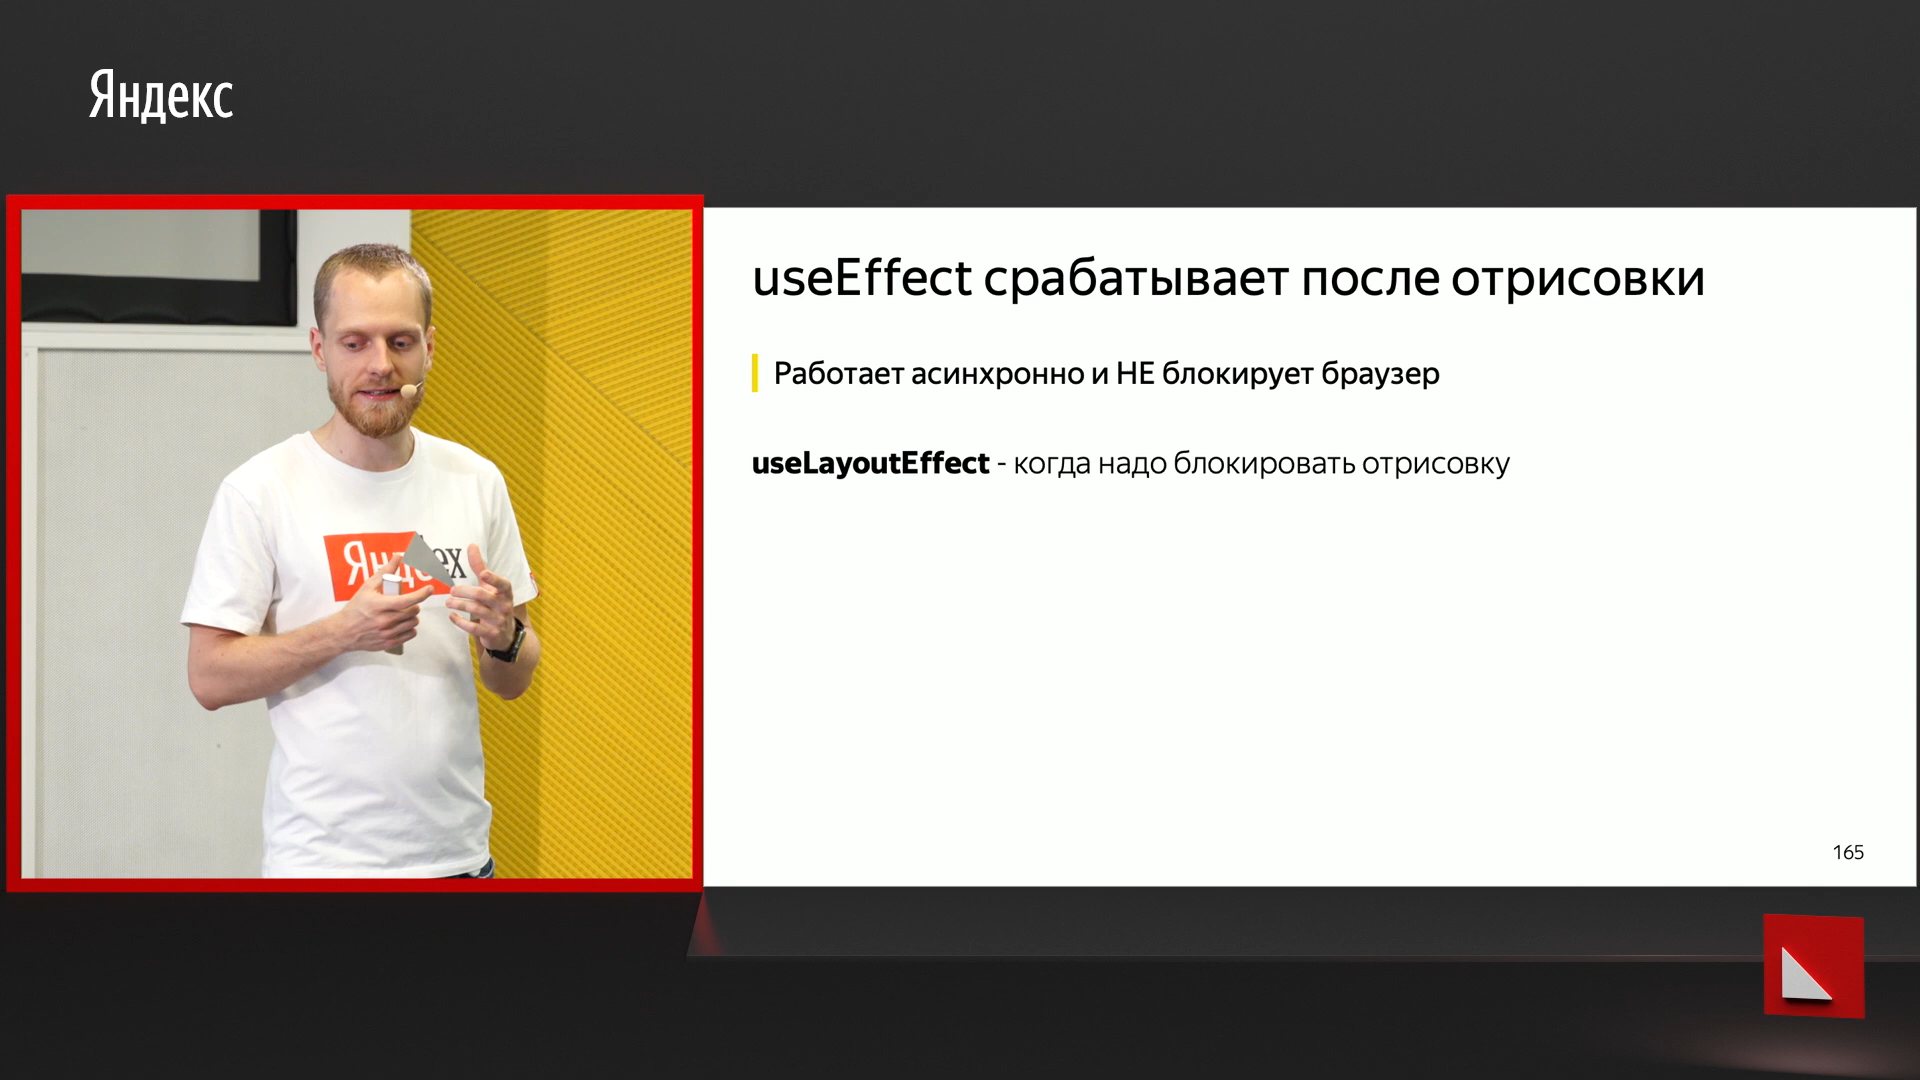 Яндекс
useEffect срабатывает после отрисовки
Работает асинхронно и НЕ блокирует браузер
useLayoutEffect - когда надо блокировать отрисовку
165